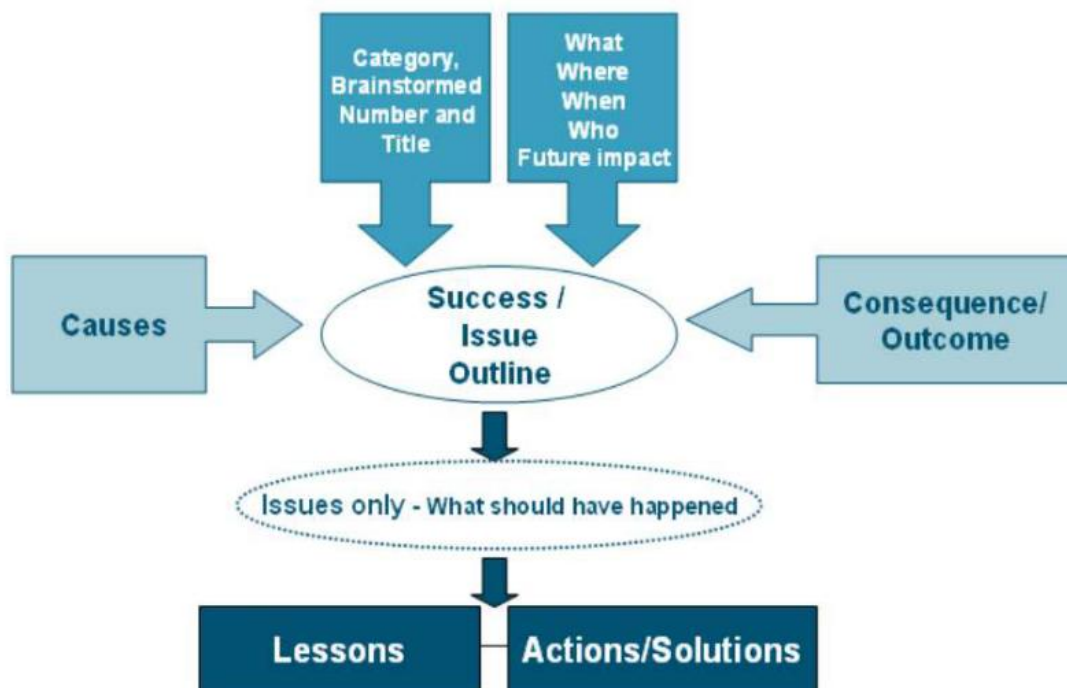 Category,
Brainstormed
Number and
Title
What
Where
When
Who
Future impact
Causes
Success /
Issue
Outline
Consequence/
Outcome
Issues only - What should have happened
Lessons
Actions/Solutions